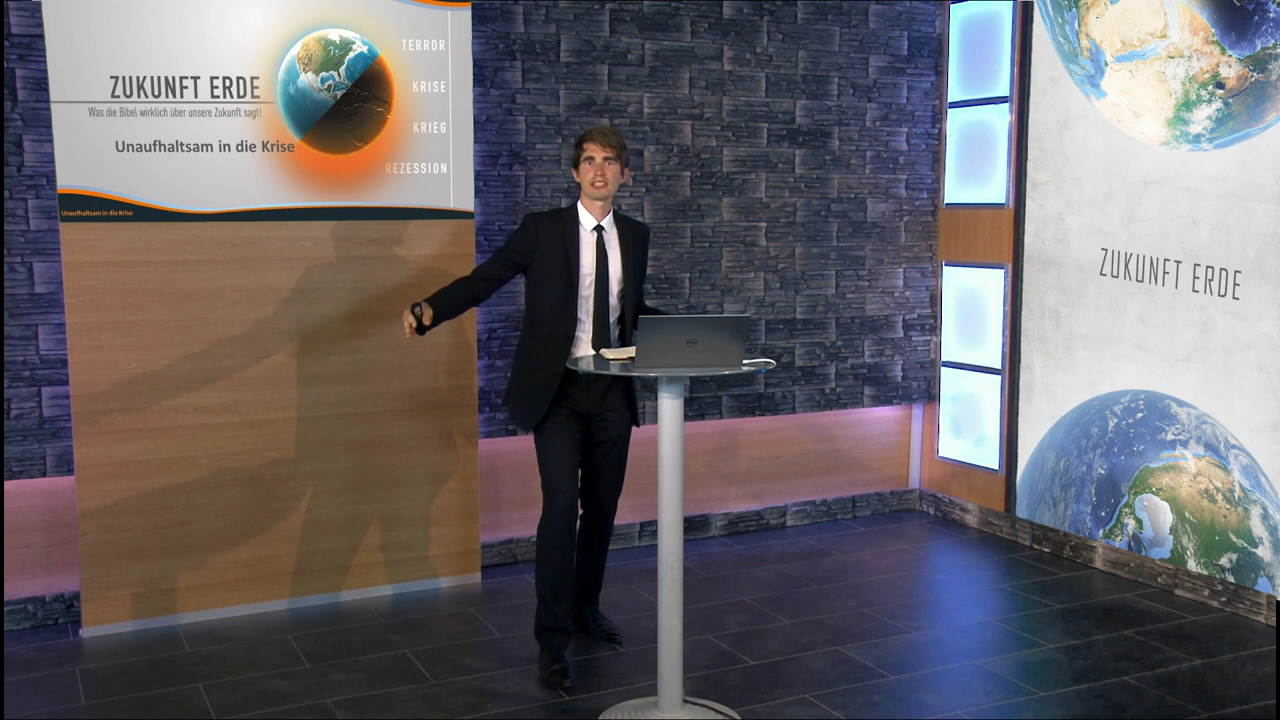 ZUKUNFT ERDE
Was die Bibel wirklich über unsere Zukunft sagt!
Unaufhaltsam in die Krise
TERROR
KRISE
KRIEG
REZESSION
Unaufhaltsam in die Krise
ZUKUNFT ERDE